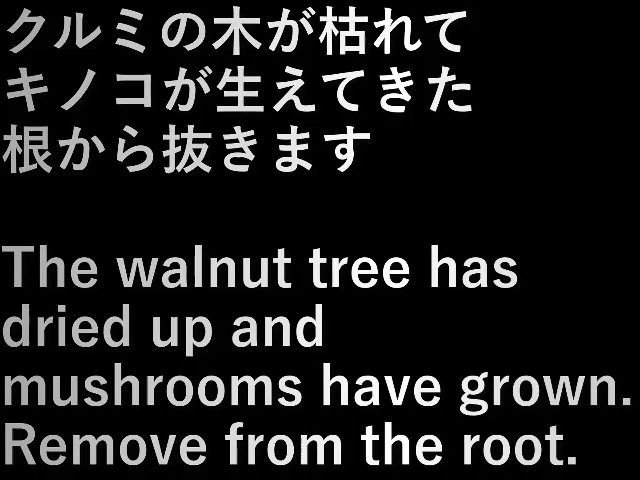 クルミの木が枯れて
キノコが生えてきた
根から抜きます
The walnut tree has
dried up and
mushrooms have grown.
Remove from the root.